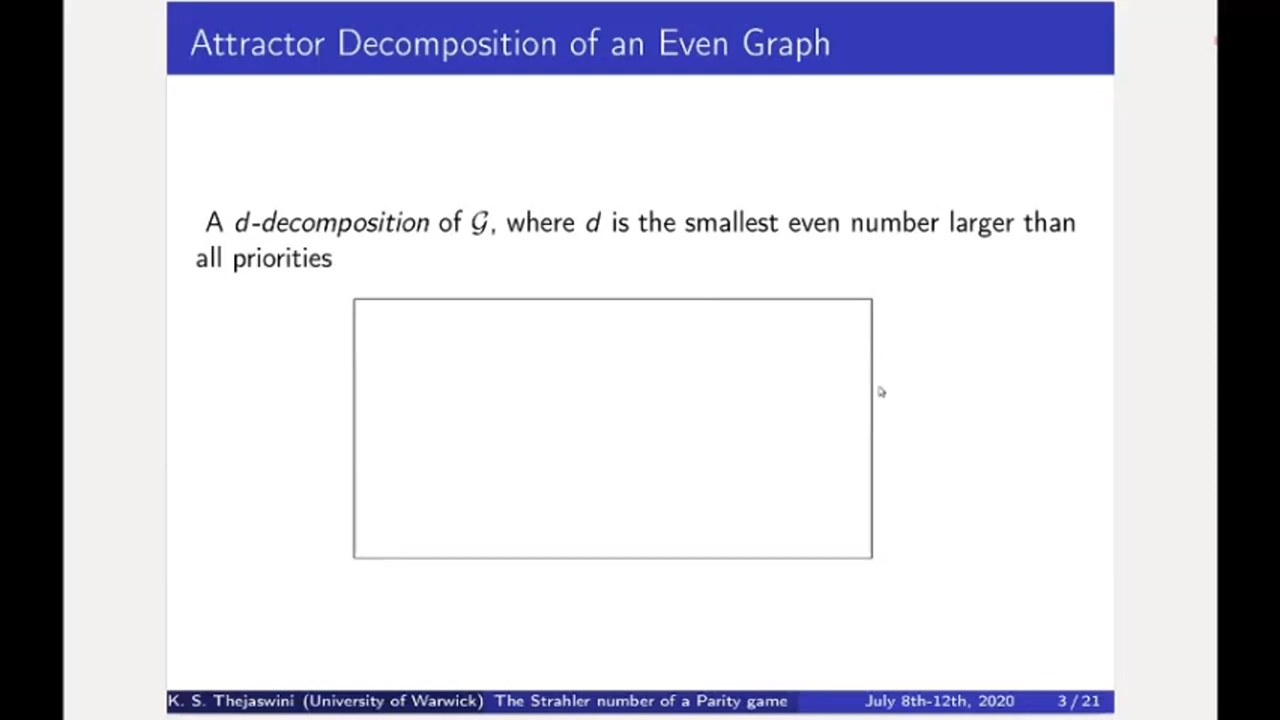 Attractor Decomposition of an Even Graph
A d-decomposition of 𝒢, where d is the smallest even number larger than
all priorities
K. S. Thejaswini (University of Warwick) The Strahler number of a Parity game July 8th-12th, 2020 3 / 21